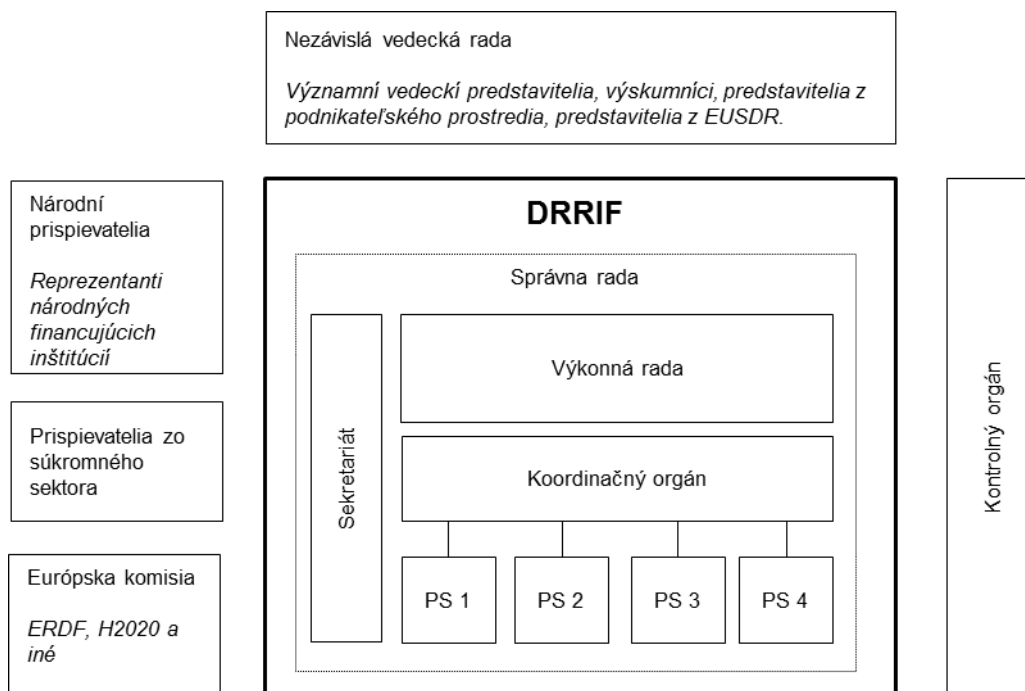 Nezávislá vedecká rada
Významní vedeckí predstavitelia, výskumníci, predstavitelia z
podnikateľského prostredia, predstavitelia z EUSDR.
Národní
prispievatelia
Reprezentanti
národných
financujúcich
inštitúcií
Prispievatelia zo
súkromného
sektora
Európska komisia
ERDF, H2020 a
iné
DRRIF
Správna rada
Sekretariát
Výkonná rada
Koordinačný orgán
PS 1
PS 2
PS 3
PS 4
Kontrolný orgán